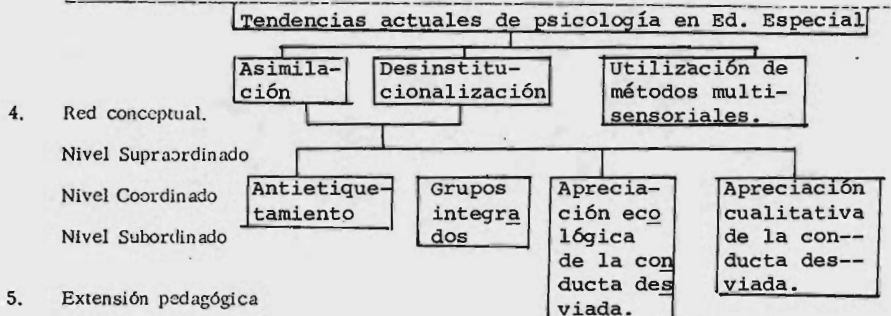 Tendencias actuales de psicología en Ed. Especial
Asimila-
ción
Desinstitu-
cionalización
Utilización de
métodos multi-
sensoriales.
4. Red conceptual.
Nivel Supraordinado
Nivel Coordinado
Nivel Subordinado
Antietique-
tamiento
Grupos
integra
dos
Aprecia-
ción eco
lógica
de la con
ducta des
viada.
Apreciación
cualitativa
de la con--
ducta des--
viada.
5. Extensión pedagógica